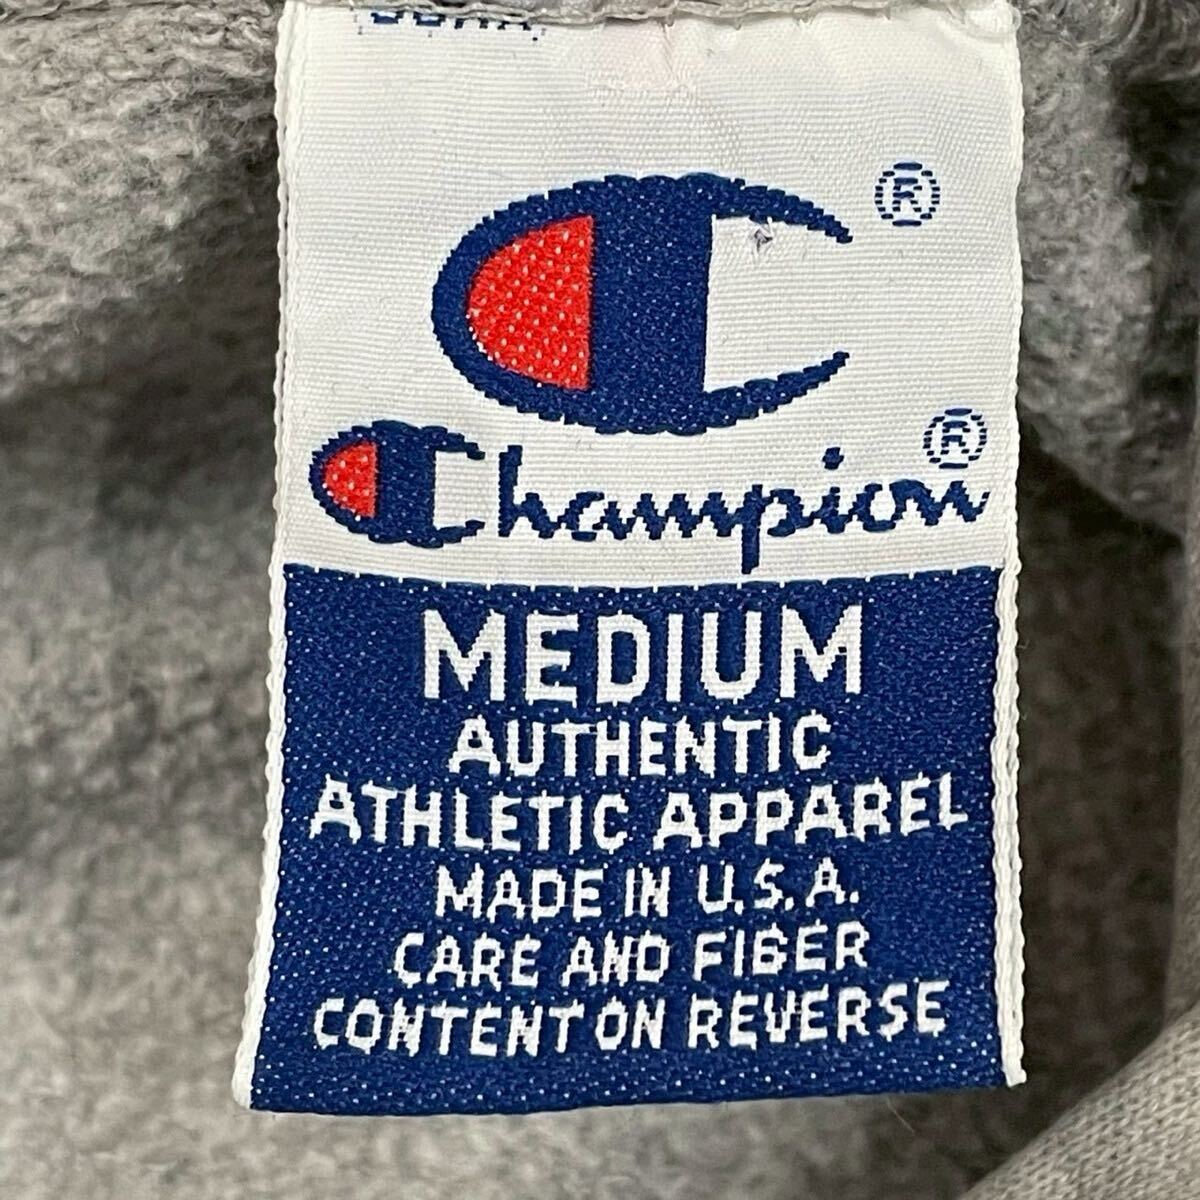 ®
Champion®
MEDIUM
AUTHENTIC
ATHLETIC APPAREL
MADE IN U.S.A.
CARE AND FIBER
CONTENT ON REVERSE